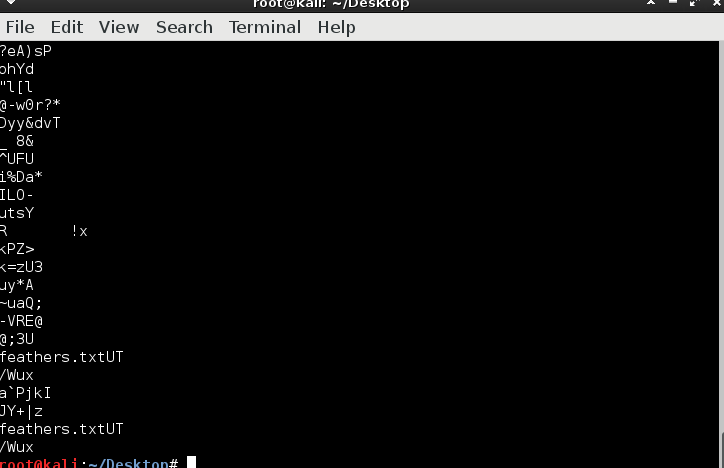 root@kali: ~/Desktop
File Edit View Search Terminal Help
?eA)sP
ohYd
"l[l
@-w0r?*
Dyy&dvT
_ 8&
^UFU
i%Da*
ILO-
utsY
R !x
kPZ>
k=zU3
uy*A
~uaQ;
-VRE@
@;3U
feathers.txtUT
/Wux
a`PjkI
JY+|z
feathers.txtUT
/Wux
root@kali:~/Desktop#